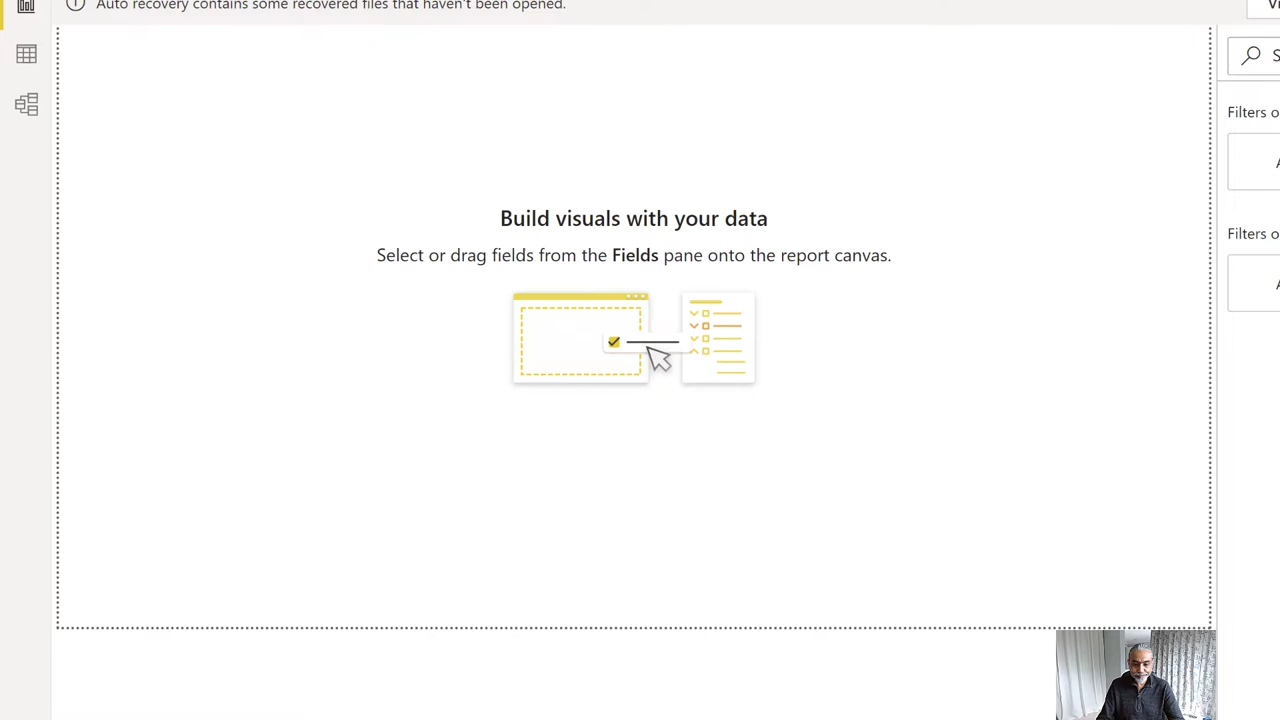 Auto recovery contains some recovered files that haven't been opened.
Filters o
Build visuals with your data
Select or drag fields from the Fields pane onto the report canvas.
Filters o